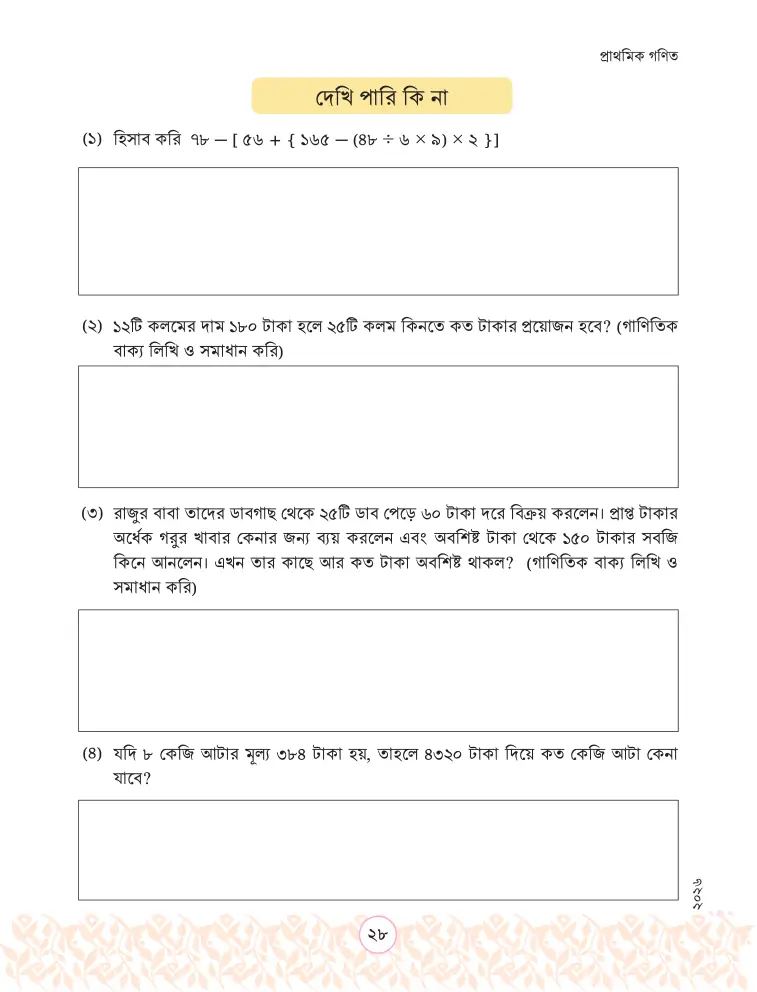 প্রাথমিক গণিত
দেখি পারি কি না
(১) হিসাব করি ৭৮ — [ ৫৬ + { ১৬৫ — (৪৮ ÷ ৬ × ৯) × ২ }]
(২) ১২টি কলমের দাম ১৮০ টাকা হলে ২৫টি কলম কিনতে কত টাকার প্রয়োজন হবে? (গাণিতিক
বাক্য লিখি ও সমাধান করি)
(৩) রাজুর বাবা তাদের ডাবগাছ থেকে ২৫টি ডাব পেড়ে ৬০ টাকা দরে বিক্রয় করলেন। প্রাপ্ত টাকার
অর্ধেক গরুর খাবার কেনার জন্য ব্যয় করলেন এবং অবশিষ্ট টাকা থেকে ১৫০ টাকার সবজি
কিনে আনলেন। এখন তার কাছে আর কত টাকা অবশিষ্ট থাকল? (গাণিতিক বাক্য লিখি ও
সমাধান করি)
(৪) যদি ৮ কেজি আটার মূল্য ৩৮৪ টাকা হয়, তাহলে ৪৩২০ টাকা দিয়ে কত কেজি আটা কেনা
যাবে?
২০২৬
২৮